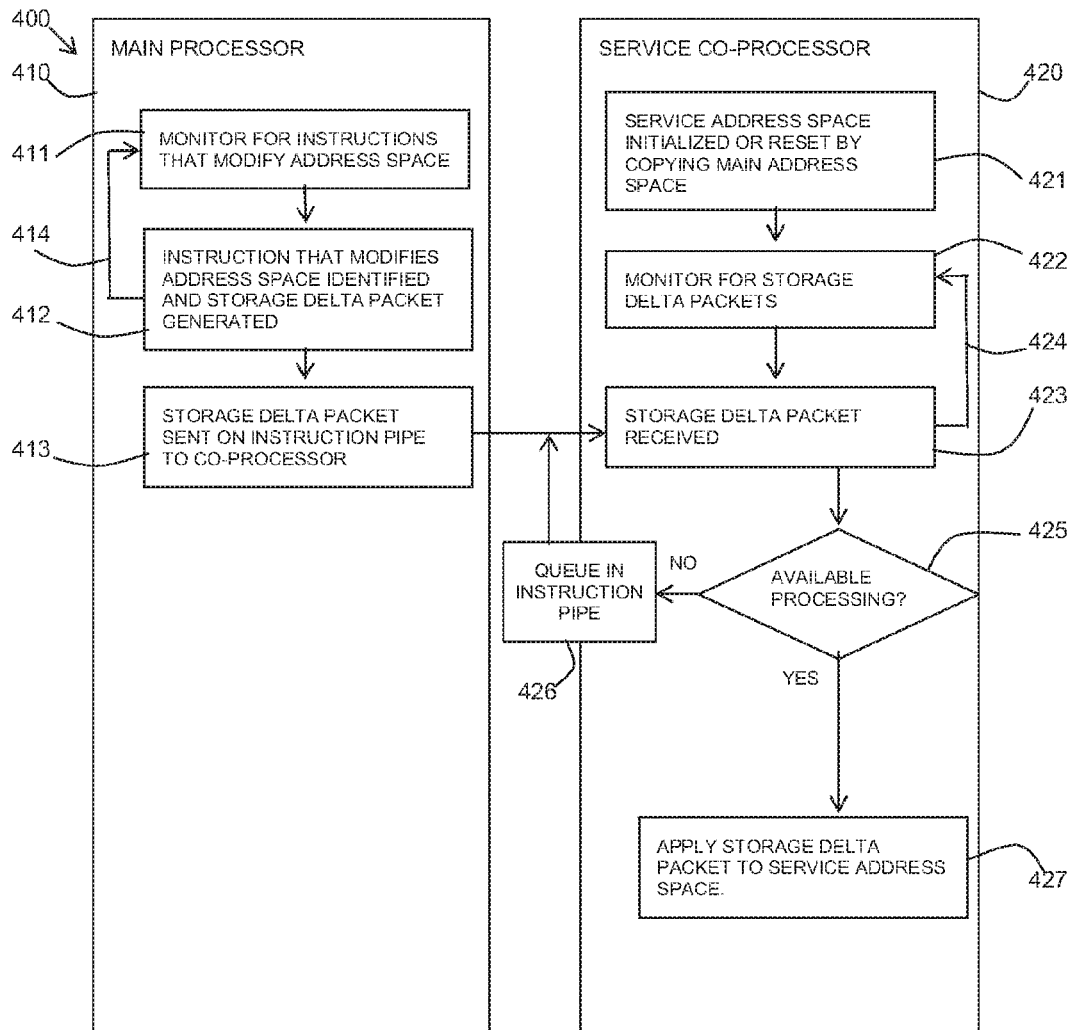 400
MAIN PROCESSOR
410
411
MONITOR FOR INSTRUCTIONS
THAT MODIFY ADDRESS SPACE
414
INSTRUCTION THAT MODIFIES
ADDRESS SPACE IDENTIFIED
AND STORAGE DELTA PACKET
GENERATED
412
STORAGE DELTA PACKET
SENT ON INSTRUCTION PIPE
TO CO-PROCESSOR
413
SERVICE CO-PROCESSOR
420
SERVICE ADDRESS SPACE
INITIALIZED OR RESET BY
COPYING MAIN ADDRESS
SPACE
421
MONITOR FOR STORAGE
DELTA PACKETS
422
424
STORAGE DELTA PACKET
RECEIVED
423
425
AVAILABLE
PROCESSING?
NO
QUEUE IN
INSTRUCTION
PIPE
426
YES
APPLY STORAGE DELTA
PACKET TO SERVICE ADDRESS
SPACE.
427